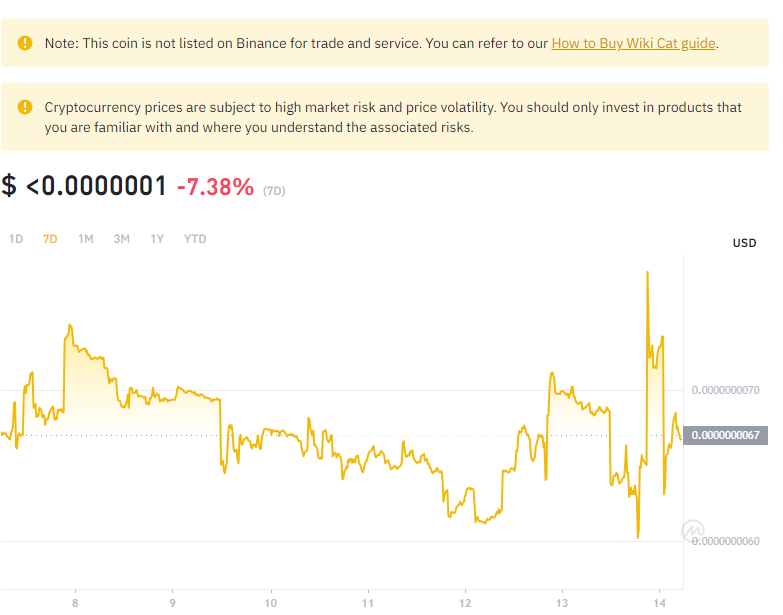 Note: This coin is not listed on Binance for trade and service. You can refer to our How to Buy Wiki Cat guide.
Cryptocurrency prices are subject to high market risk and price volatility. You should only invest in products that
you are familiar with and where you understand the associated risks.
$ <0.0000001 -7.38% (7D)
1D 7D 1M 3M 1Y YTD
USD
0.0000000070
0.0000000067
0.0000000060
8 9 10 11 12 13 14